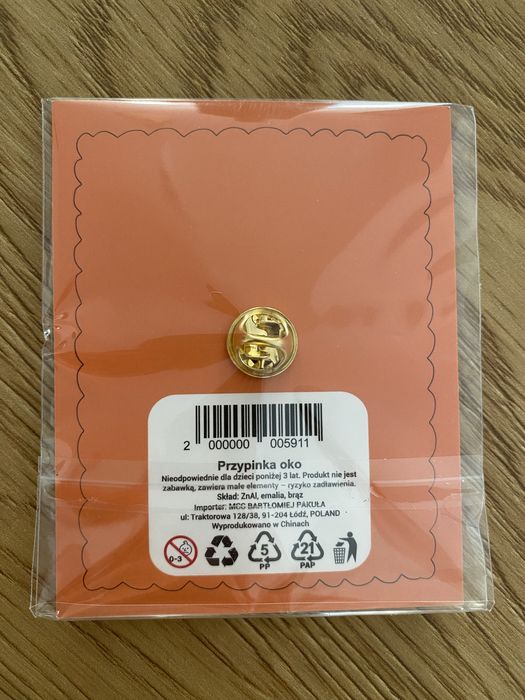 2 000000 005911
Przypinka oko
Nieodpowiednie dla dzieci poniżej 3 lat. Produkt nie jest
zabawką, zawiera małe elementy – ryzyko zadławienia.
Skład: ZnAl, emalia, brąz
Importer: MCC BARTŁOMIEJ PAKUŁA
ul: Traktorowa 128/38, 91-204 Łódź, POLAND
Wyprodukowano w Chinach
0-3
5
PP
21
PAP